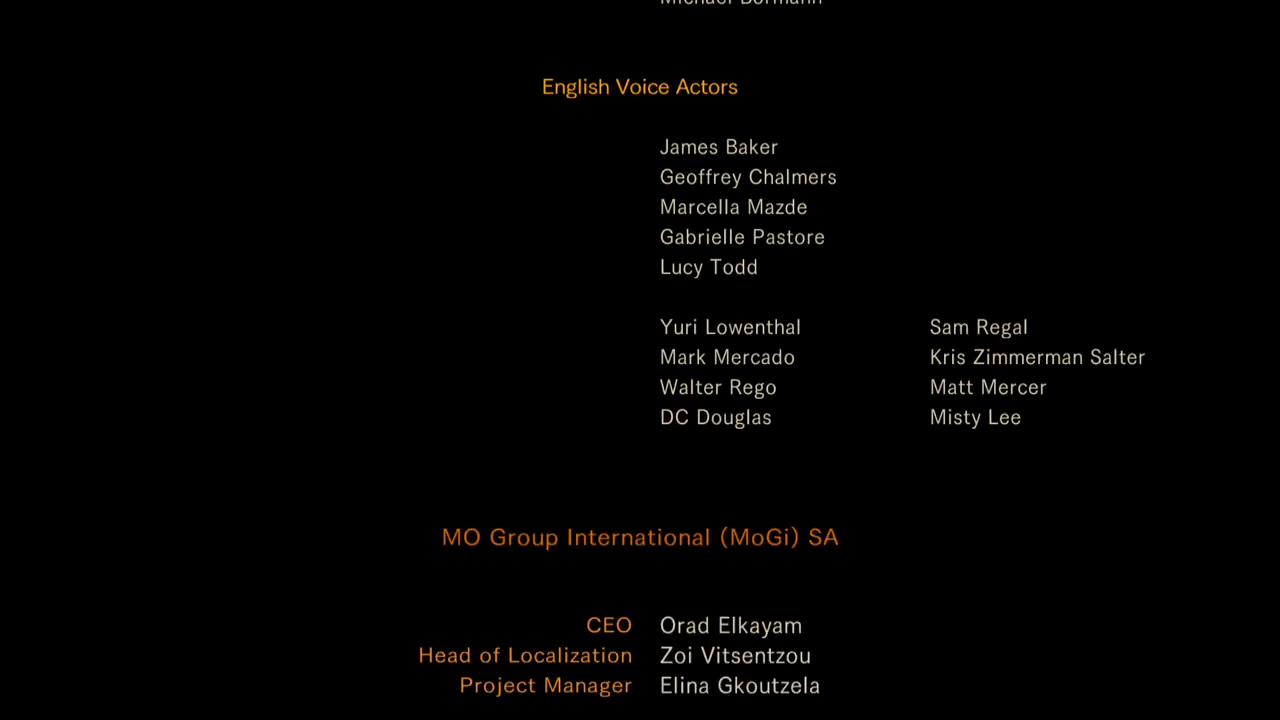 English Voice Actors
James Baker
Geoffrey Chalmers
Marcella Mazde
Gabrielle Pastore
Lucy Todd
Yuri Lowenthal Sam Regal
Mark Mercado Kris Zimmerman Salter
Walter Rego Matt Mercer
DC Douglas Misty Lee
MO Group International (MoGi) SA
CEO Orad Elkayam
Head of Localization Zoi Vitsentzou
Project Manager Elina Gkoutzela